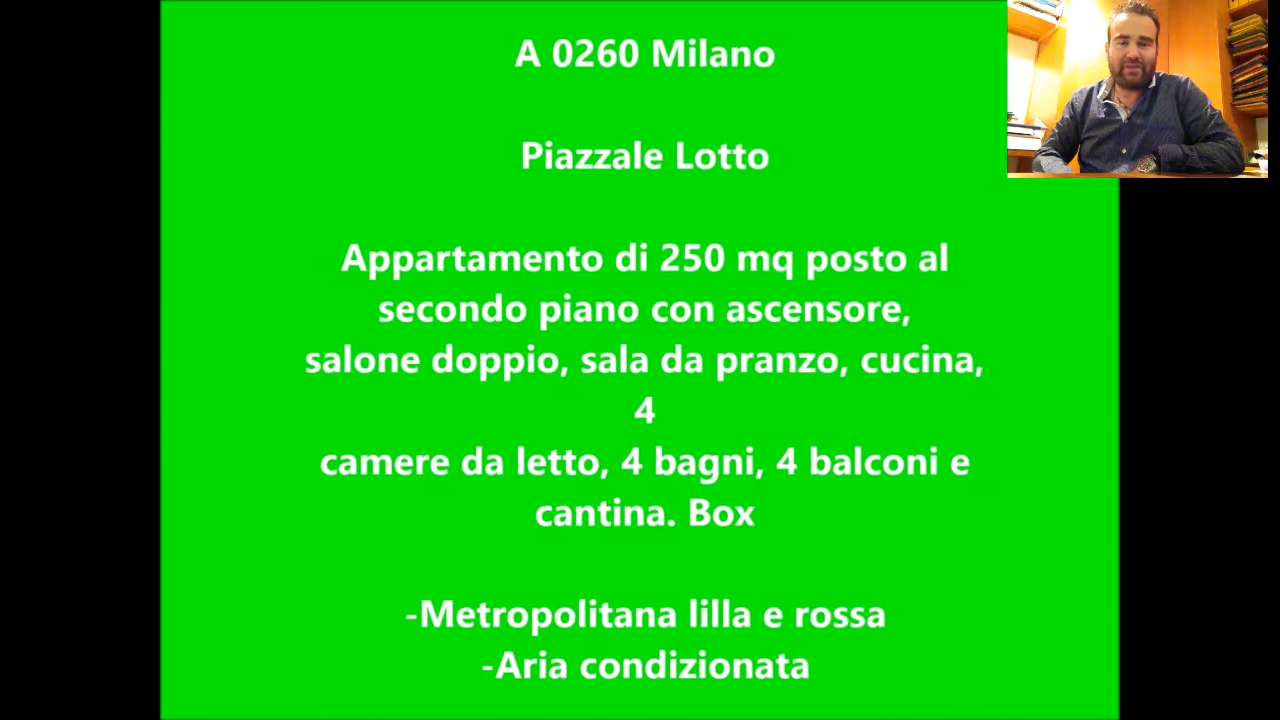 A 0260 Milano
Piazzale Lotto
Appartamento di 250 mq posto al
secondo piano con ascensore,
salone doppio, sala da pranzo, cucina,
4
camere da letto, 4 bagni, 4 balconi e
cantina. Box
-Metropolitana lilla e rossa
-Aria condizionata